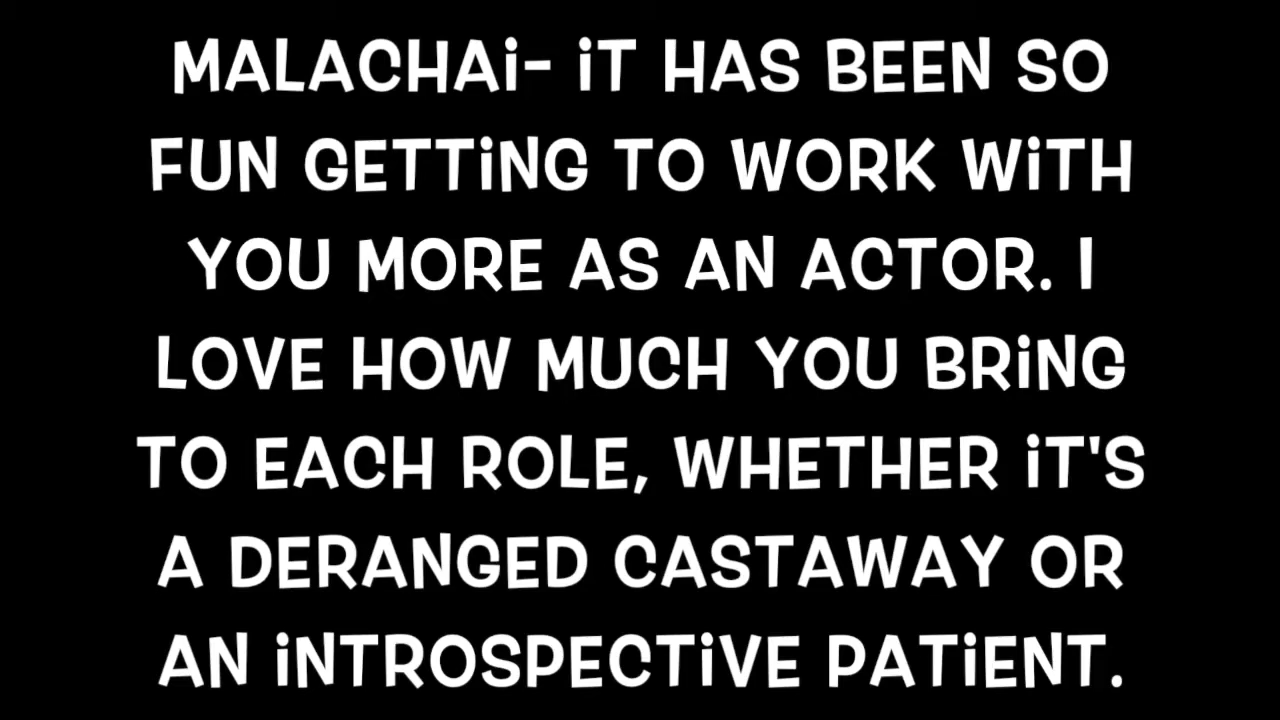 MALACHAi- iT HAS BEEN SO
FUN GETTiNG TO WORK WiTH
YOU MORE AS AN ACTOR. I
LOVE HOW MUCH YOU BRiNG
TO EACH ROLE, WHETHER iT'S
A DERANGED CASTAWAY OR
AN iNTROSPECTiVE PATiENT.